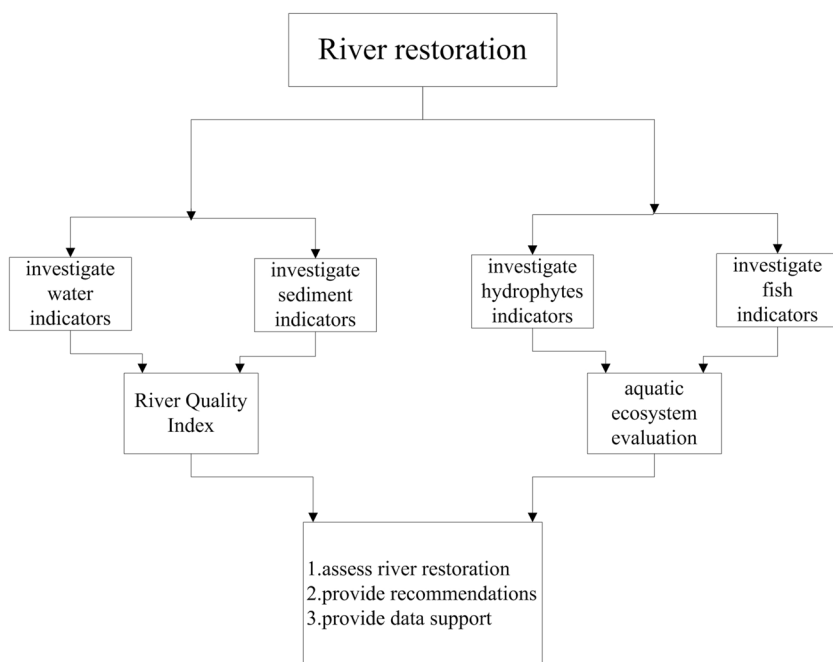 River restoration
investigate
water
indicators
investigate
sediment
indicators
investigate
hydrophytes
indicators
investigate
fish
indicators
River Quality
Index
aquatic
ecosystem
evaluation
1.assess river restoration
2.provide recommendations
3.provide data support